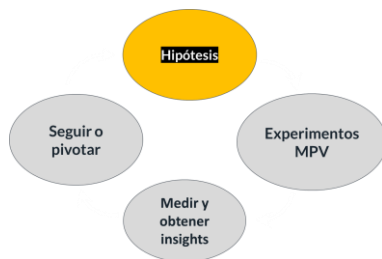 Hipótesis
Seguir o
pivotar
Experimentos
MPV
Medir y
obtener
insights